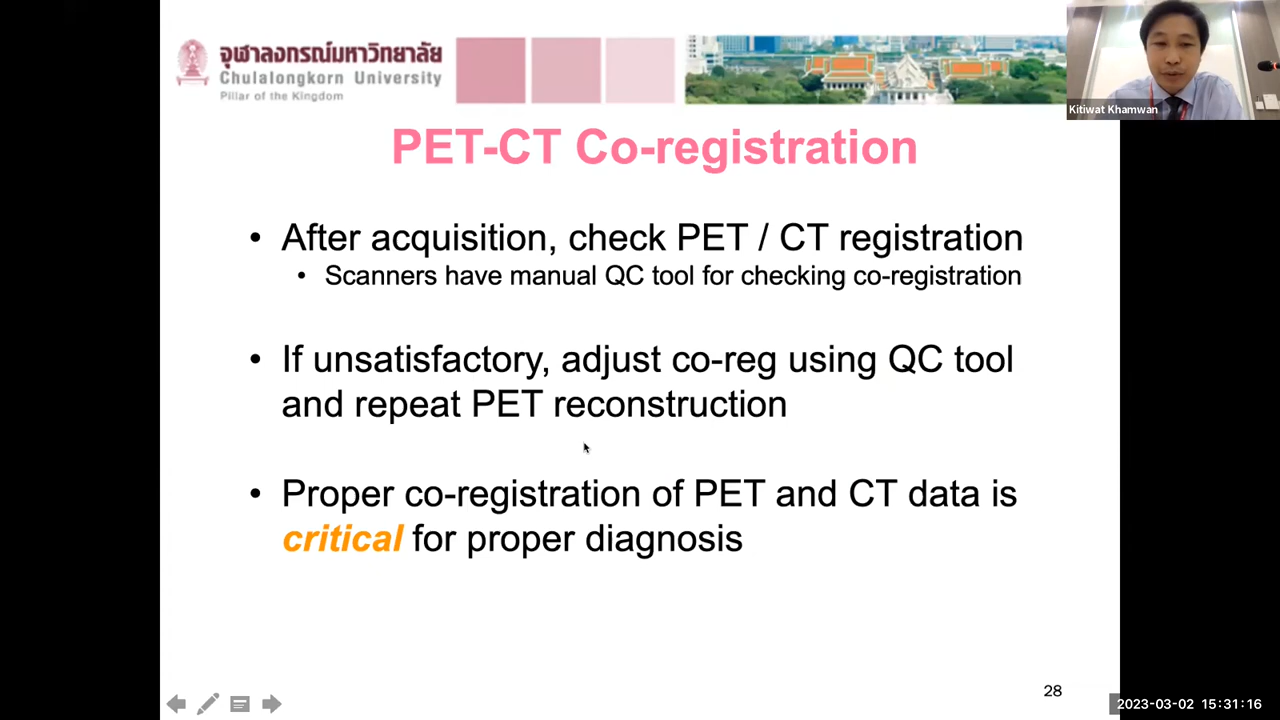 จุฬาลงกรณ์มหาวิทยาลัย
Chulalongkorn University
Pillar of the Kingdom
Kitiwat Khamwan
PET-CT Co-registration
• After acquisition, check PET / CT registration
• Scanners have manual QC tool for checking co-registration
• If unsatisfactory, adjust co-reg using QC tool
and repeat PET reconstruction
• Proper co-registration of PET and CT data is
critical for proper diagnosis
28
2023-03-02 15:31:16